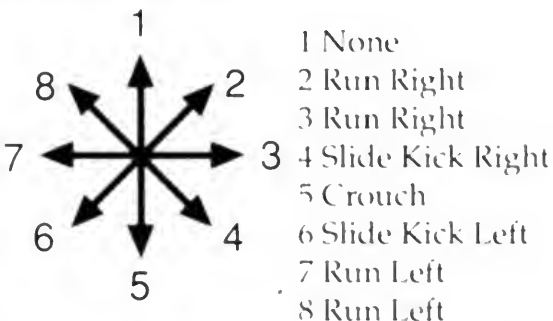 1
8 2
7 3
6 4
5
1 None
2 Run Right
3 Run Right
4 Slide Kick Right
5 Crouch
6 Slide Kick Left
7 Run Left
8 Run Left